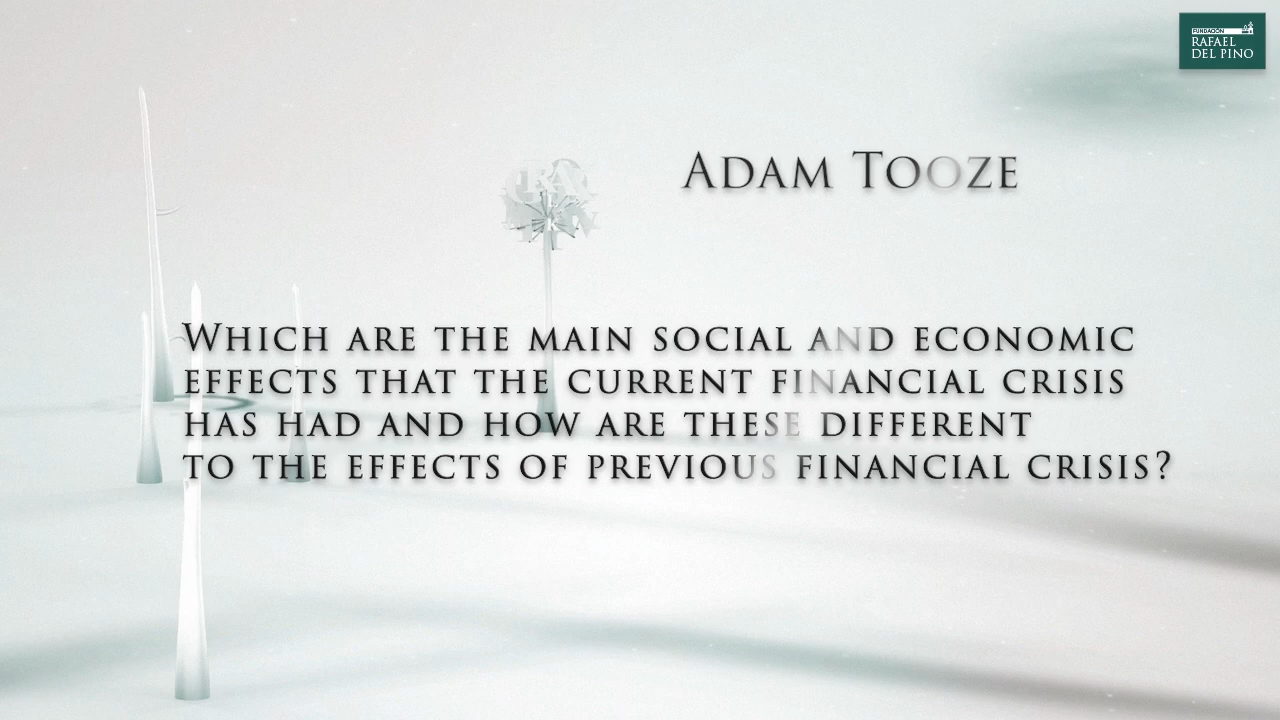 FUNDACIÓN
RAFAEL
DEL PINO
ADAM TOOZE
WHICH ARE THE MAIN SOCIAL AND ECONOMIC
EFFECTS THAT THE CURRENT FINANCIAL CRISIS
HAS HAD AND HOW ARE THESE DIFFERENT
TO THE EFFECTS OF PREVIOUS FINANCIAL CRISIS?